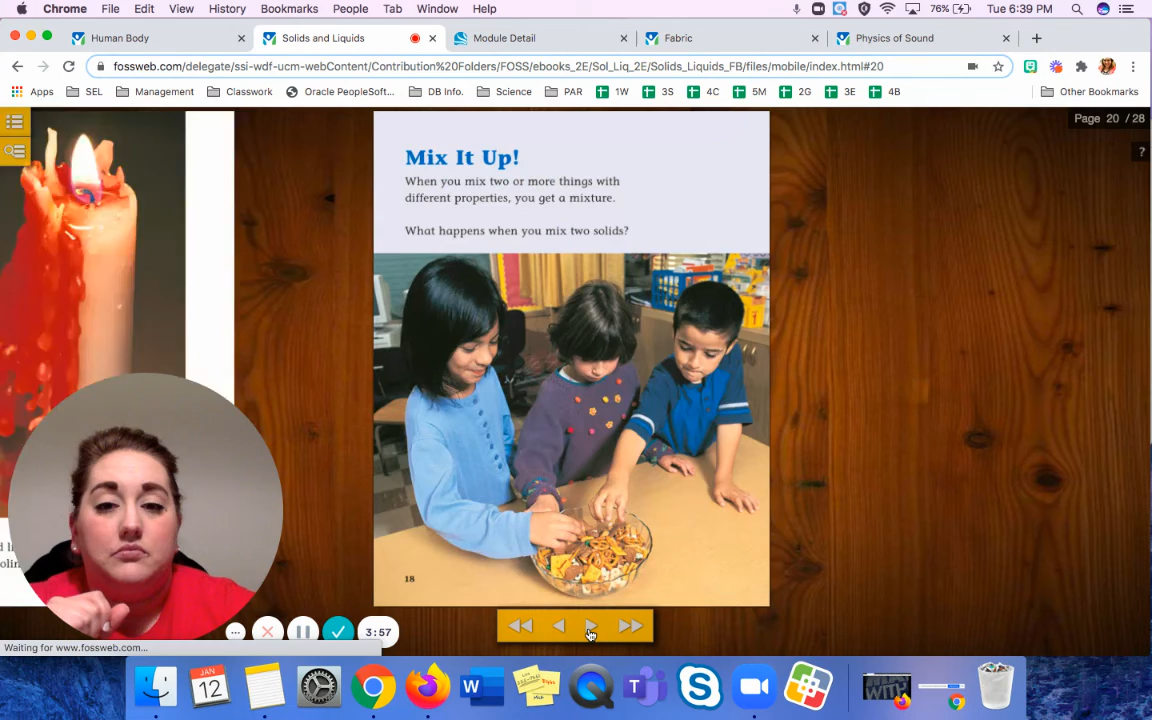 Chrome File Edit View History Bookmarks People Tab Window Help 76% Tue 6:39 PM
Human Body × Solids and Liquids × Module Detail × Fabric × Physics of Sound × +
fossweb.com/delegate/ssi-wdf-ucm-webContent/Contribution%20Folders/FOSS/ebooks_2E/Sol_Liq_2E/Solids_Liquids_FB/files/mobile/index.html#20
Apps SEL Management Classwork Oracle PeopleSoft... DB Info. Science PAR 1W 3S 4C 5M 2G 3E 4B Other Bookmarks
Page 20 / 28
?
Mix It Up!
When you mix two or more things with
different properties, you get a mixture.
What happens when you mix two solids?
18
3:57
Waiting for www.fossweb.com...
JAN
12
W
S